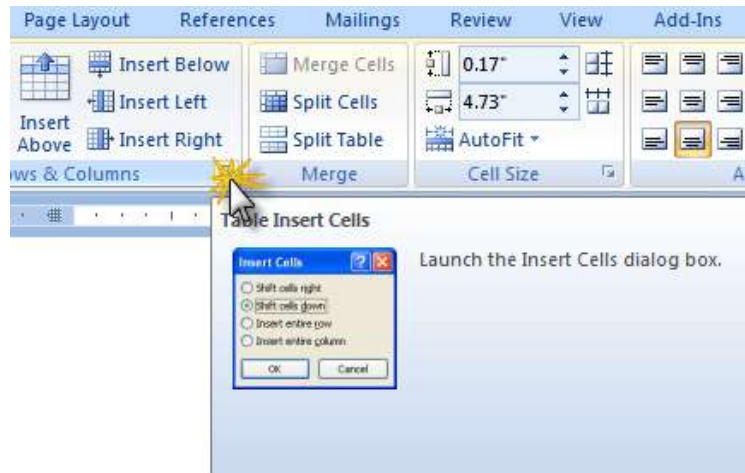 Page Layout References Mailings Review View Add-Ins
Insert Above
Insert Below
Insert Left
Insert Right
ows & Columns
Merge Cells
Split Cells
Split Table
Merge
0.17"
4.73"
AutoFit
Cell Size
A
Table Insert Cells
Launch the Insert Cells dialog box.
Insert Cells
Shift cells right
Shift cells down
Insert entire row
Insert entire column
OK Cancel